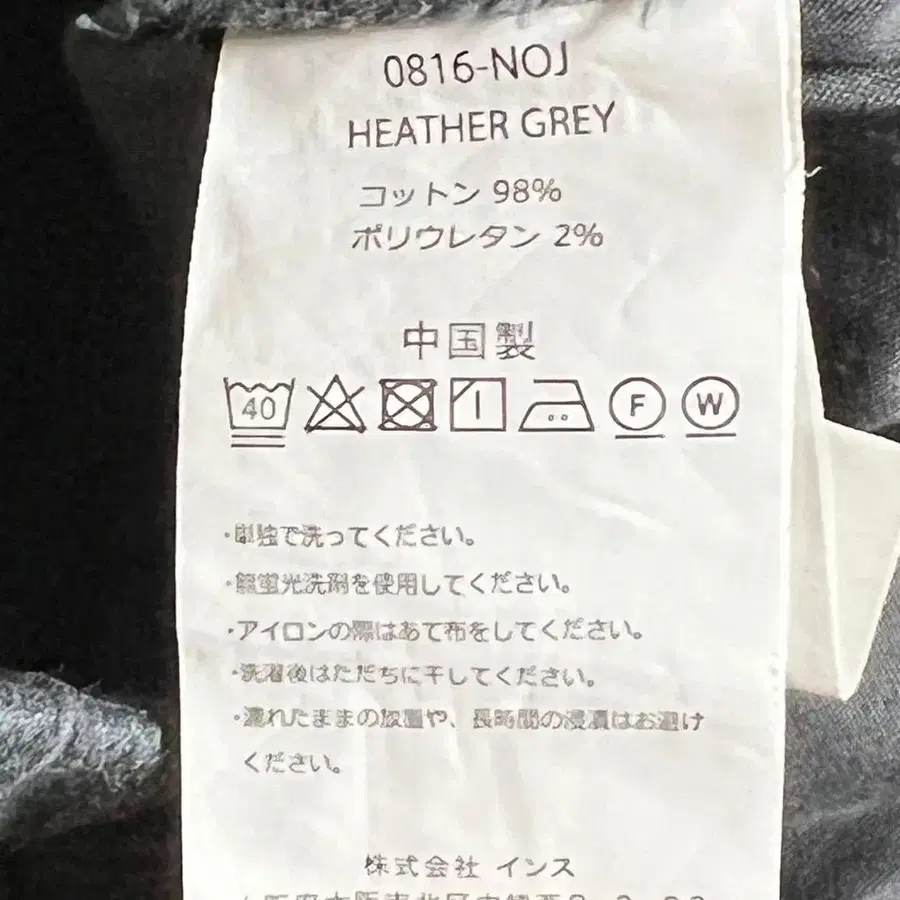 0816-NOJ
HEATHER GREY
コットン 98%
ポリウレタン 2%
中国製
40 F W
・単独で洗ってください。
・無蛍光洗剤を使用してください。
・アイロンの際はあて布をしてください。
・洗濯後はただちに干してください。
・濡れたままの放置や、長時間の浸漬はお避け
ください。
株式会社 インス